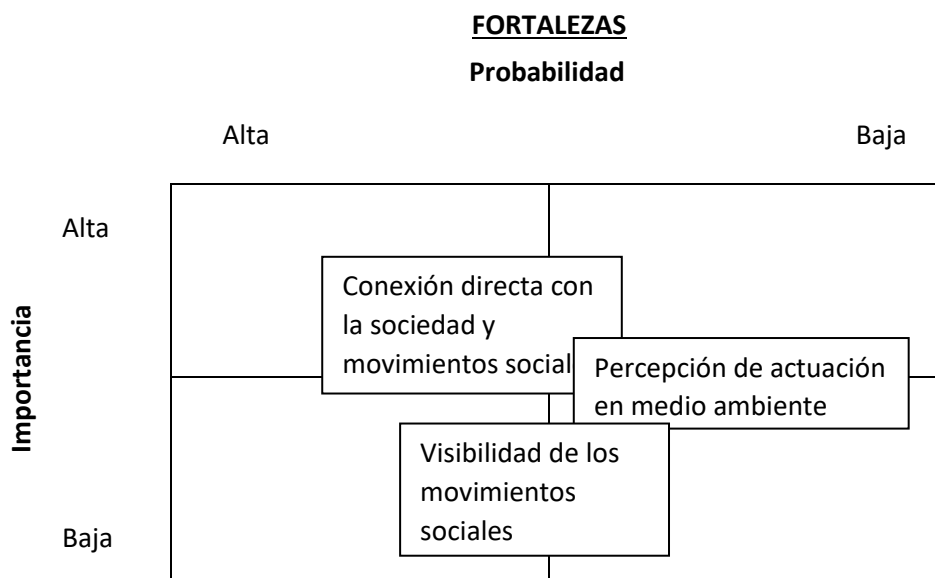 FORTALEZAS
Probabilidad
Alta
Baja
Alta
Importancia
Baja
Conexión directa con
la sociedad y
movimientos social
Percepción de actuación
en medio ambiente
Visibilidad de los
movimientos
sociales